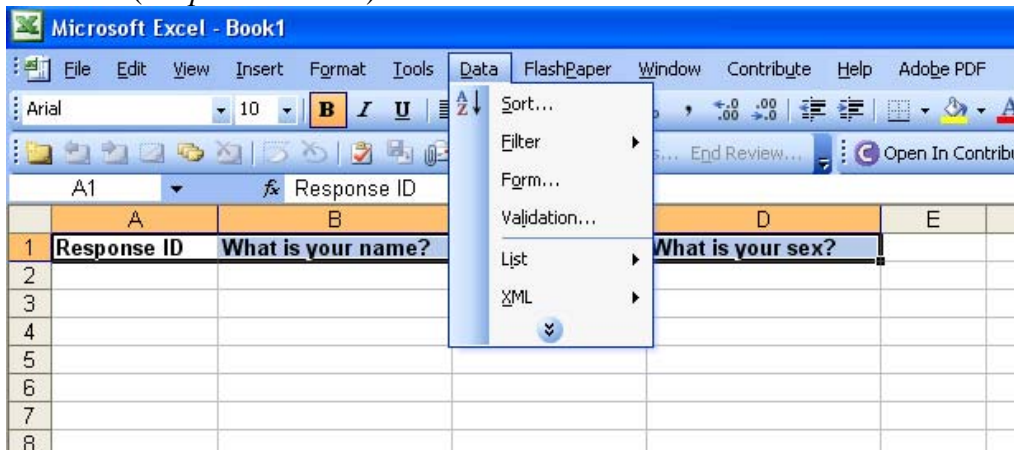 Microsoft Excel - Book1
File Edit View Insert Format Tools Data FlashPaper Window Contribute Help Adobe PDF
Arial 10 B I U
Sort...
Filter
End Review... Open In
Form...
A1 fx Response ID
Validation...
A B D E
1 Response ID What is your name? What is your sex?
List
2
XML
3
4
5
6
7
8